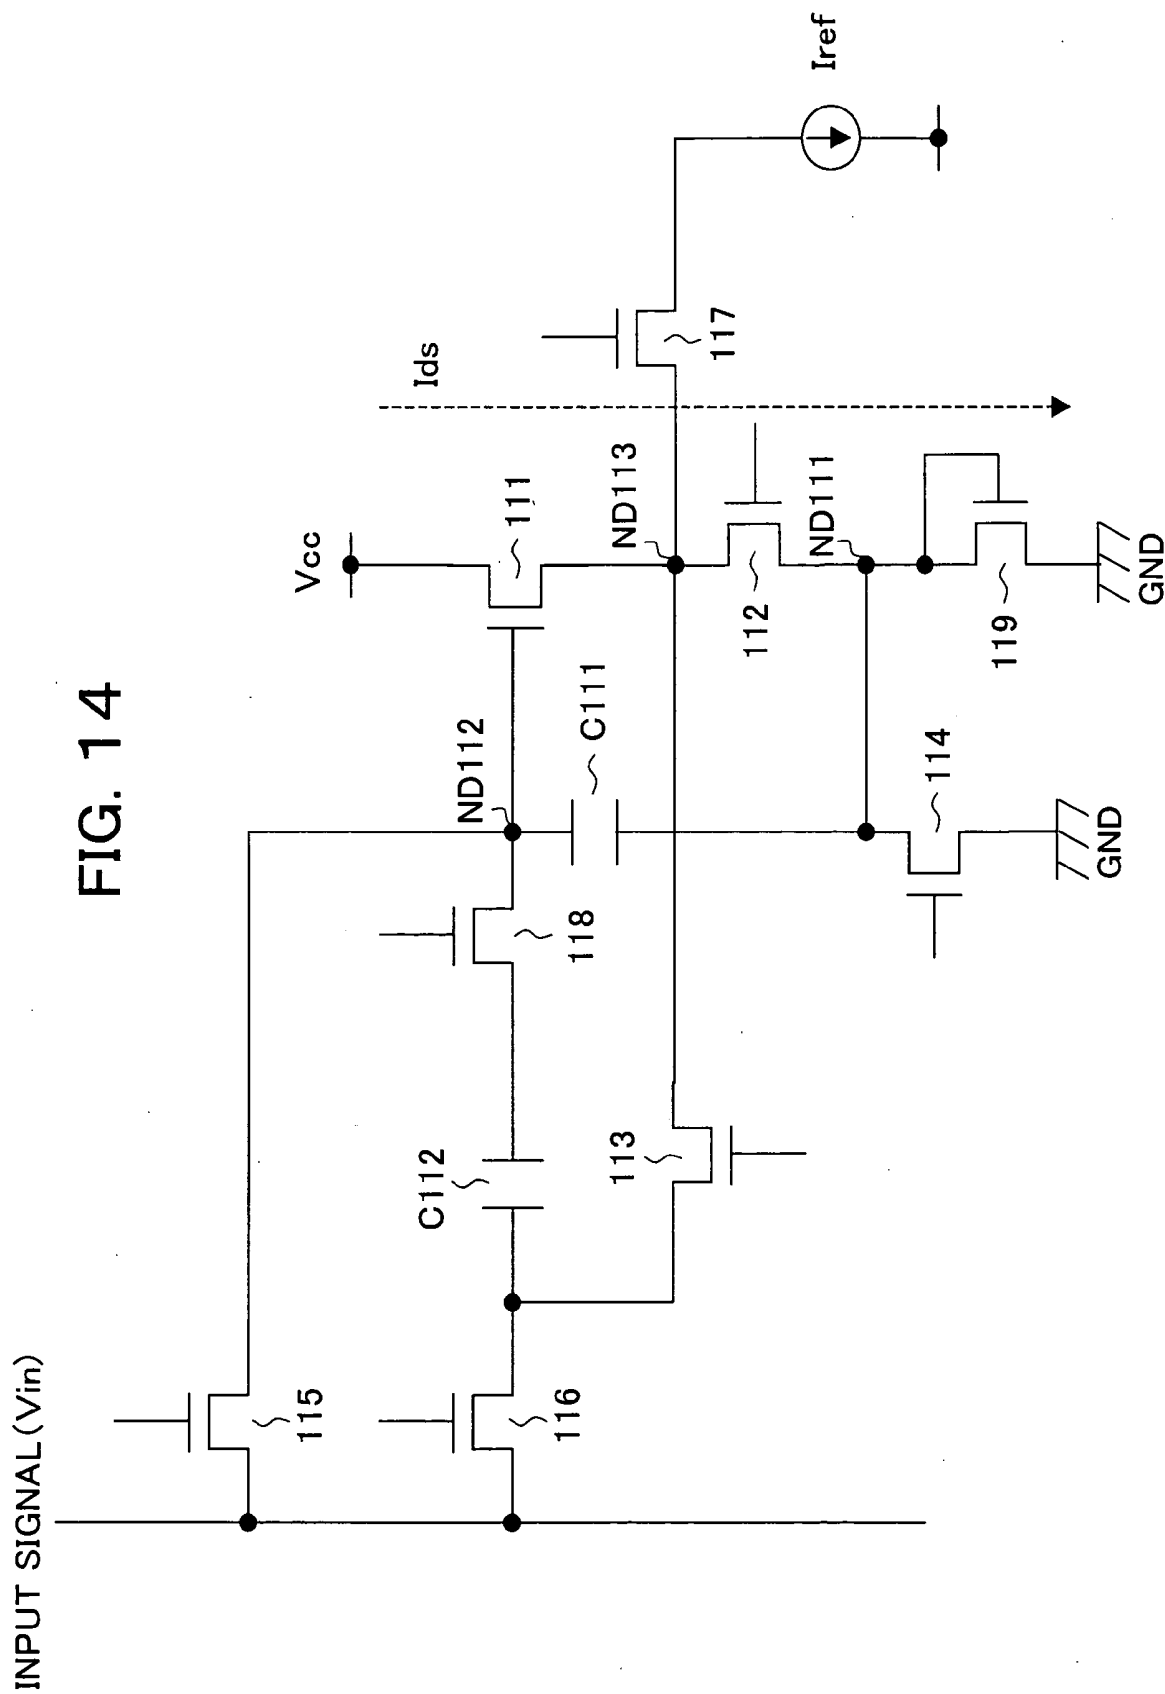 FIG. 14
INPUT SIGNAL(Vin)
Vcc
Ids
Iref
115
ND112
111
C112
118
C111
ND113
117
116
113
112
ND111
114
119
GND
GND